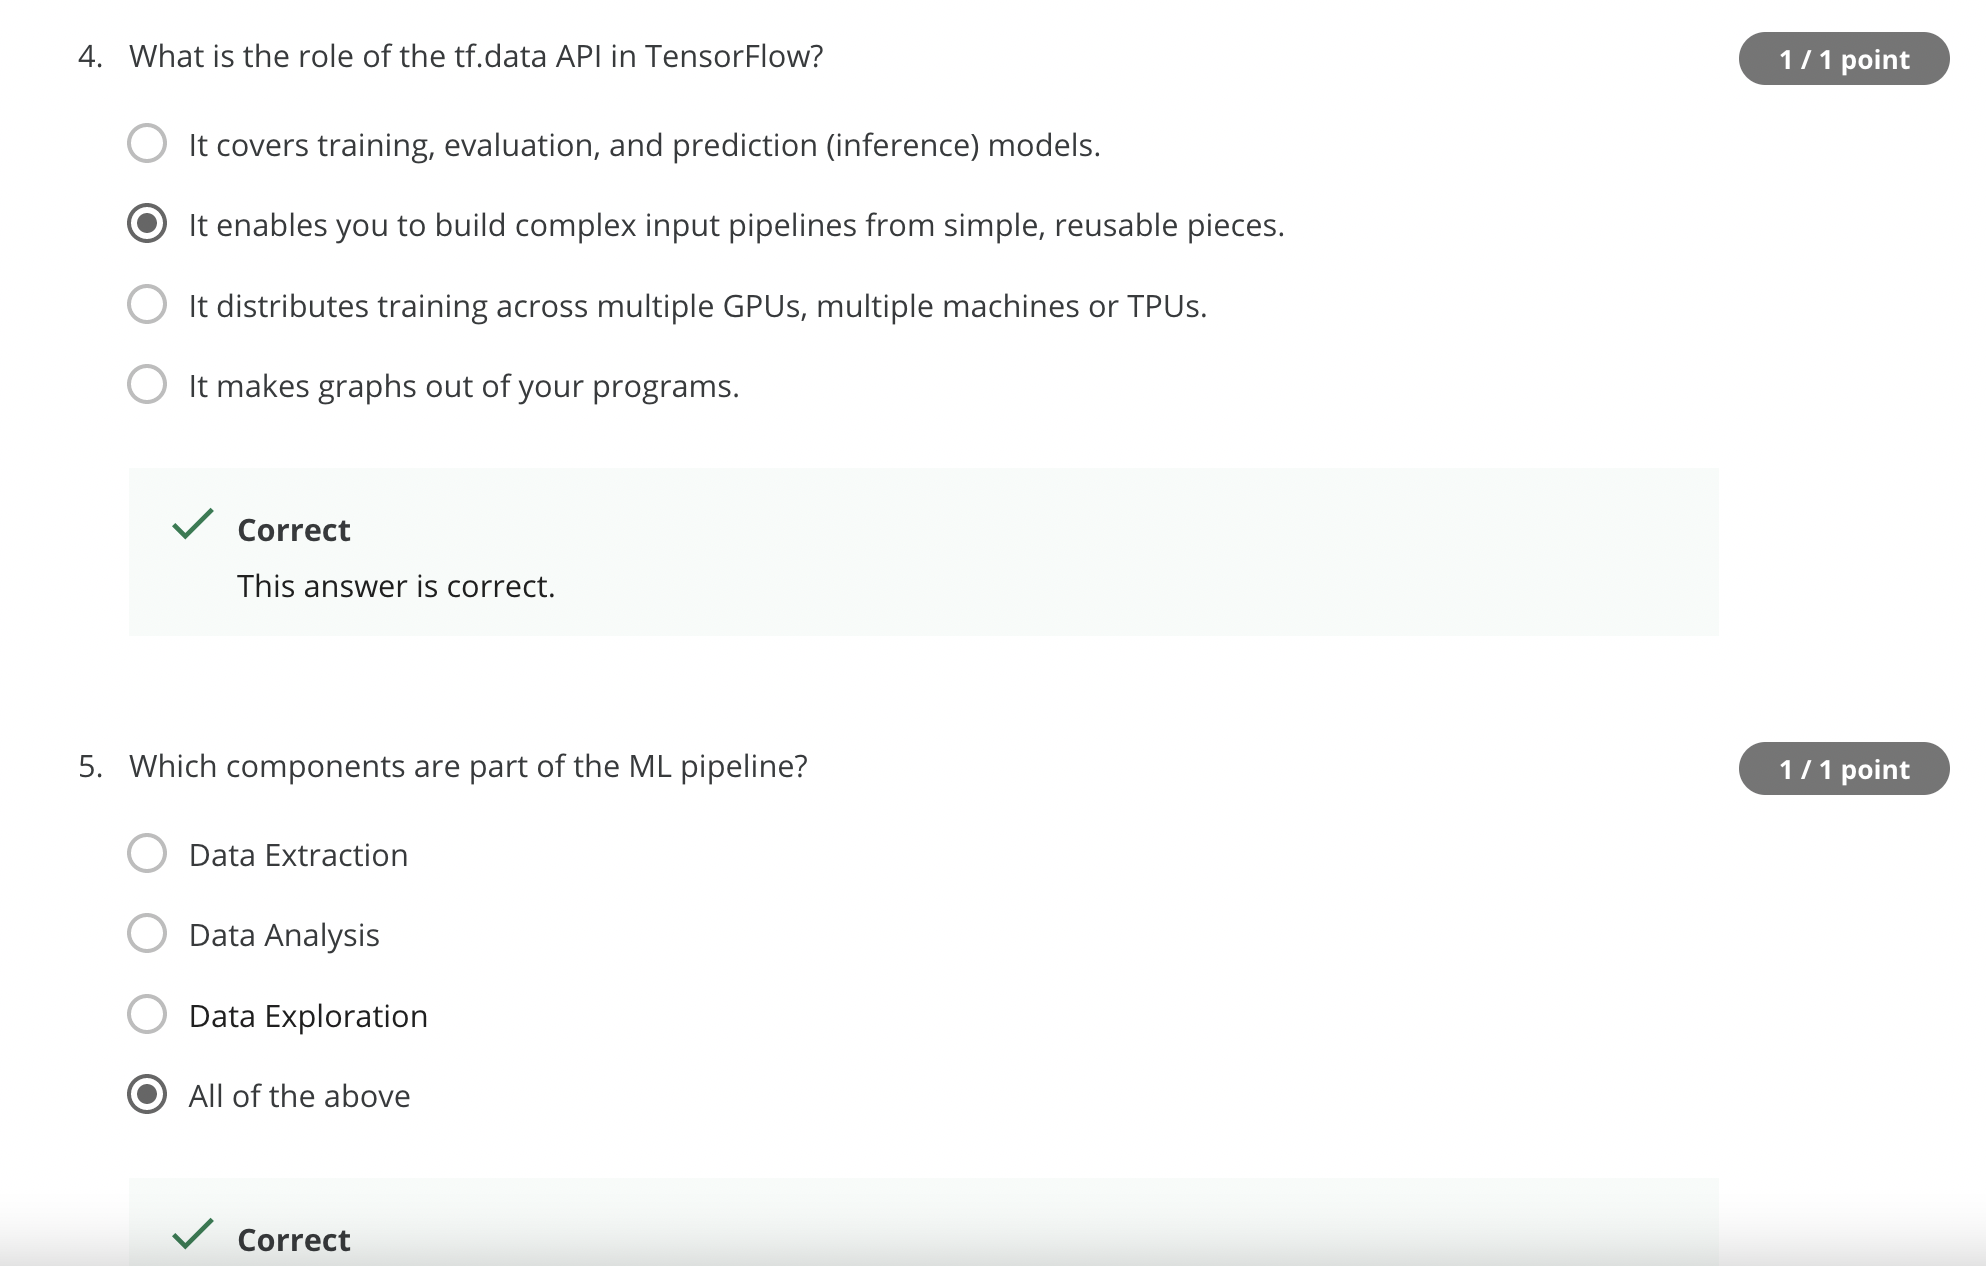 4. What is the role of the tf.data API in TensorFlow?
1 / 1 point
It covers training, evaluation, and prediction (inference) models.
It enables you to build complex input pipelines from simple, reusable pieces.
It distributes training across multiple GPUs, multiple machines or TPUs.
It makes graphs out of your programs.
Correct
This answer is correct.
5. Which components are part of the ML pipeline?
1 / 1 point
Data Extraction
Data Analysis
Data Exploration
All of the above
Correct